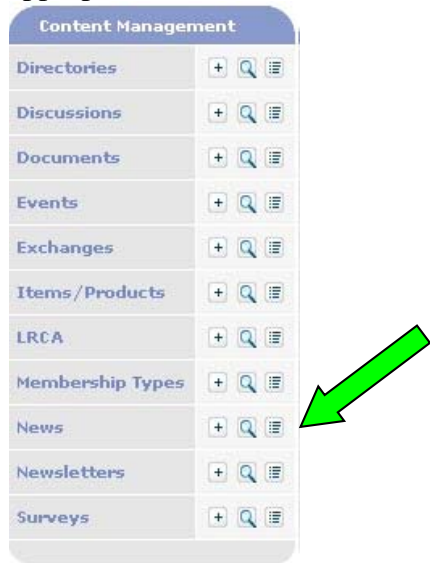 Content Management
Directories
Discussions
Documents
Events
Exchanges
Items/Products
LRCA
Membership Types
News
Newsletters
Surveys